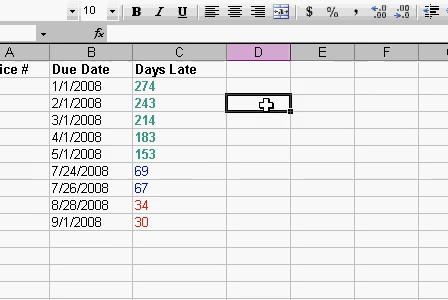 10 B I U $ % , .00 .00
fx
A B C D E F
ice # Due Date Days Late
1/1/2008 274
2/1/2008 243
3/1/2008 214
4/1/2008 183
5/1/2008 153
7/24/2008 69
7/26/2008 67
8/28/2008 34
9/1/2008 30